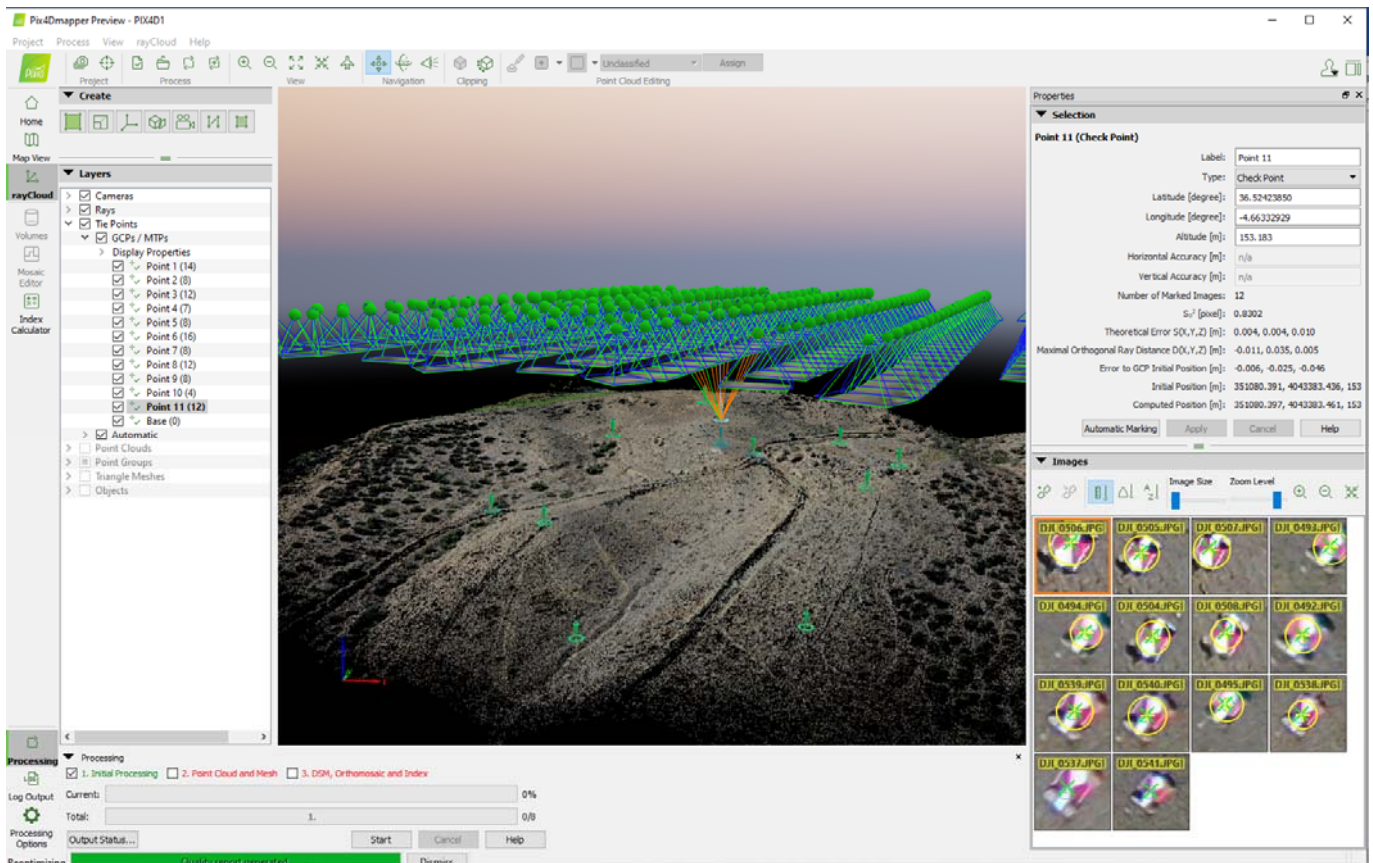 Pix4Dmapper Preview - PIX4D1
Project Process View rayCloud Help
Unclassified Assign
Project Process View Navigation Clipping Point Cloud Editing
Home
Map View
rayCloud
Volumes
Mosaic Editor
Index Calculator
Processing
Log Output
Processing Options
Create
Layers
Cameras
Rays
Tie Points
GCPs / MTPs
Display Properties
Point 1 (14)
Point 2 (8)
Point 3 (12)
Point 4 (7)
Point 5 (8)
Point 6 (16)
Point 7 (8)
Point 8 (12)
Point 9 (8)
Point 10 (4)
Point 11 (12)
Base (0)
Automatic
Point Clouds
Point Groups
Triangle Meshes
Objects
Processing
1. Initial Processing 2. Point Cloud and Mesh 3. DSM, Orthomosaic and Index
Current: 0%
Total: 1. 0/8
Output Status... Start Cancel Help
Reoptimizing Quality report generated Dismiss
Properties
Selection
Point 11 (Check Point)
Label: Point 11
Type: Check Point
Latitude [degree]: 36.52423850
Longitude [degree]: -4.66332929
Altitude [m]: 153.183
Horizontal Accuracy [m]: n/a
Vertical Accuracy [m]: n/a
Number of Marked Images: 12
S₀² [pixel]: 0.8302
Theoretical Error S(X,Y,Z) [m]: 0.004, 0.004, 0.010
Maximal Orthogonal Ray Distance D(X,Y,Z) [m]: -0.011, 0.035, 0.005
Error to GCP Initial Position [m]: -0.006, -0.025, -0.046
Initial Position [m]: 351080.391, 4043383.436, 153
Computed Position [m]: 351080.397, 4043383.461, 153
Automatic Marking Apply Cancel Help
Images
Image Size Zoom Level
DJI_0506.JPG DJI_0505.JPG DJI_0507.JPG DJI_0493.JPG
DJI_0494.JPG DJI_0504.JPG DJI_0508.JPG DJI_0492.JPG
DJI_0539.JPG DJI_0540.JPG DJI_0495.JPG DJI_0538.JPG
DJI_0537.JPG DJI_0541.JPG